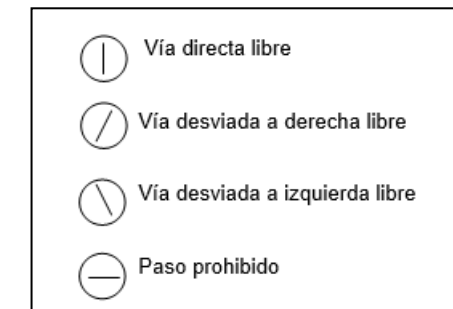 Vía directa libre
Vía desviada a derecha libre
Vía desviada a izquierda libre
Paso prohibido